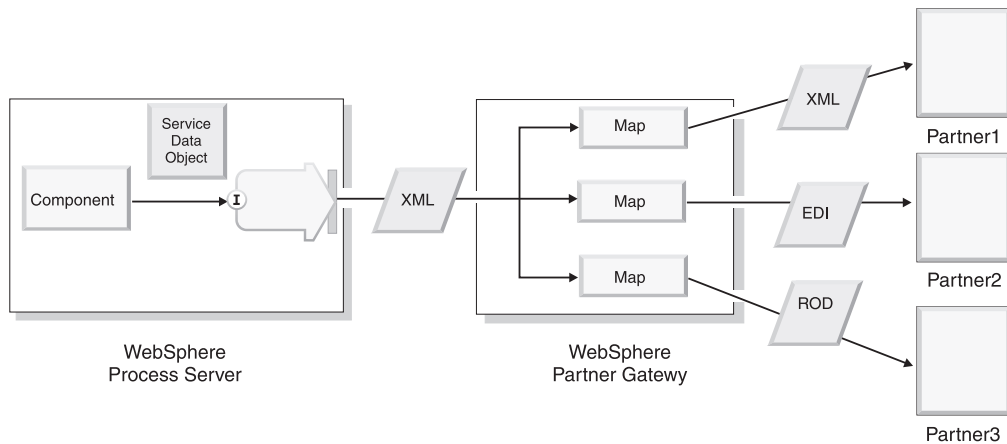 Component
Service
Data
Object
I
WebSphere
Process Server
XML
Map
Map
Map
WebSphere
Partner Gatewy
XML
EDI
ROD
Partner1
Partner2
Partner3